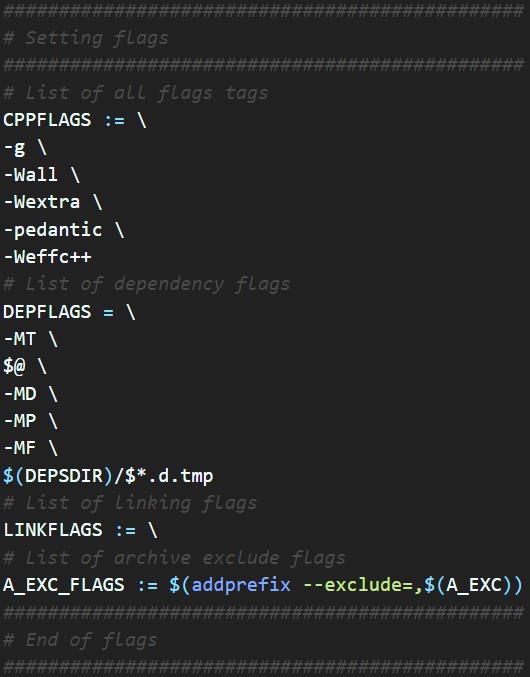 ###############################################
# Setting flags
###############################################
# List of all flags tags
CPPFLAGS := \
-g \
-Wall \
-Wextra \
-pedantic \
-Weffc++
# List of dependency flags
DEPFLAGS = \
-MT \
$@ \
-MD \
-MP \
-MF \
$(DEPSDIR)/$*.d.tmp
# List of linking flags
LINKFLAGS := \
# List of archive exclude flags
A_EXC_FLAGS := $(addprefix --exclude=,$(A_EXC))
###############################################
# End of flags
###############################################